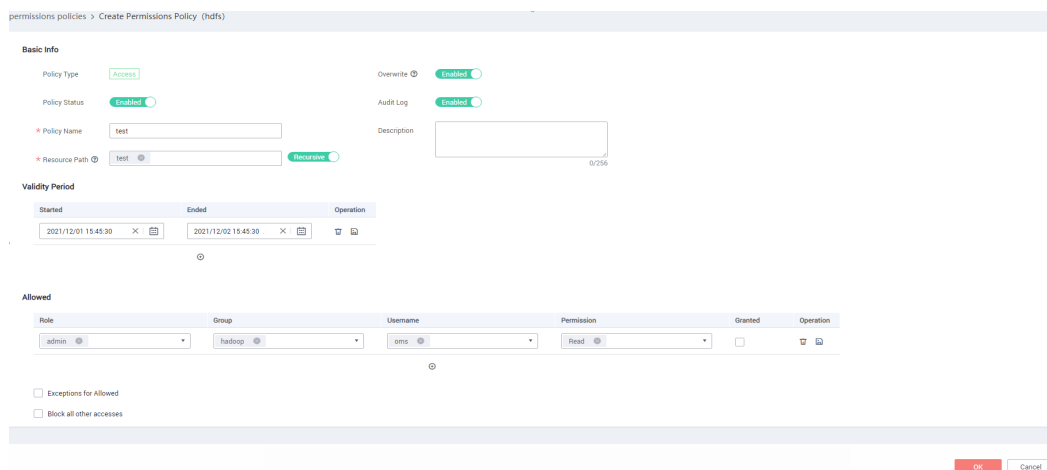 permissions policies > Create Permissions Policy (hdfs)
Basic Info
Policy Type Access Overwrite Enabled
Policy Status Enabled Audit Log Enabled
* Policy Name test Description
* Resource Path test Recursive
0/256
Validity Period
Started Ended Operation
2021/12/01 15:45:30 2021/12/02 15:45:30
Allowed
Role Group Username Permission Granted Operation
admin hadoop oms Read
Exceptions for Allowed
Block all other accesses
OK Cancel